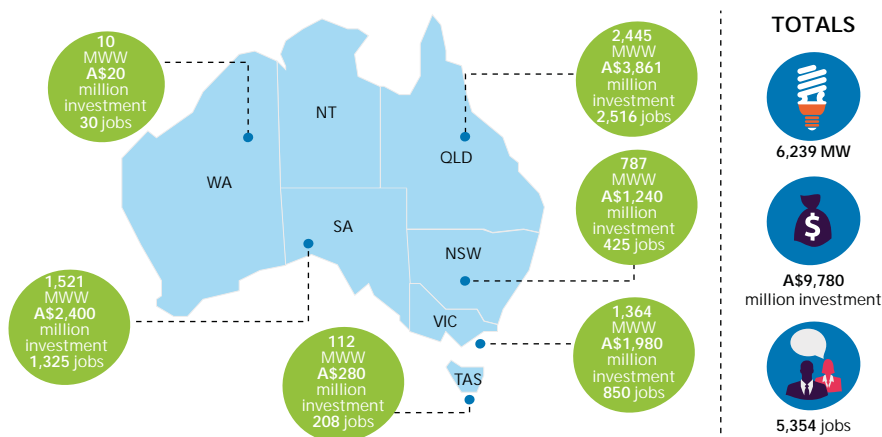 10
MWW
A$20
million
investment
30 jobs
NT
WA
SA
QLD
NSW
VIC
TAS
2,445
MWW
A$3,861
million
investment
2,516 jobs
787
MWW
A$1,240
million
investment
425 jobs
1,521
MWW
A$2,400
million
investment
1,325 jobs
112
MWW
A$280
million
investment
208 jobs
1,364
MWW
A$1,980
million
investment
850 jobs
TOTALS
6,239 MW
$
A$9,780
million investment
5,354 jobs